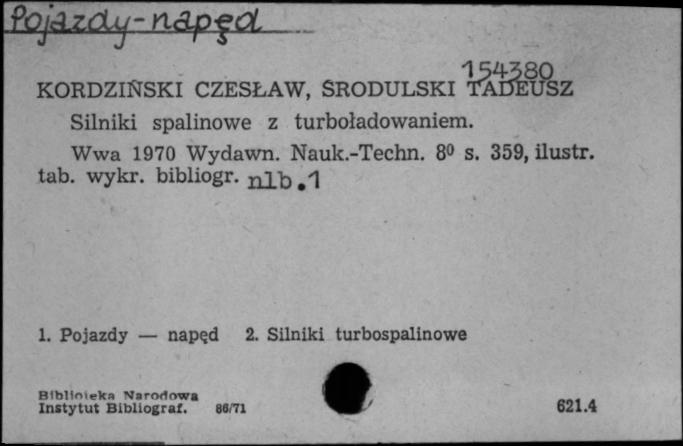 Pojazdy-napęd
154380
KORDZIŃSKI CZESŁAW, ŚRODULSKI TADEUSZ
Silniki spalinowe z turboładowaniem.
Wwa 1970 Wydawn. Nauk.-Techn. 8⁰ s. 359, ilustr.
tab. wykr. bibliogr. nlb.1
1. Pojazdy — napęd 2. Silniki turbospalinowe
Biblioteka Narodowa
Instytut Bibliograf. 86/71 621.4